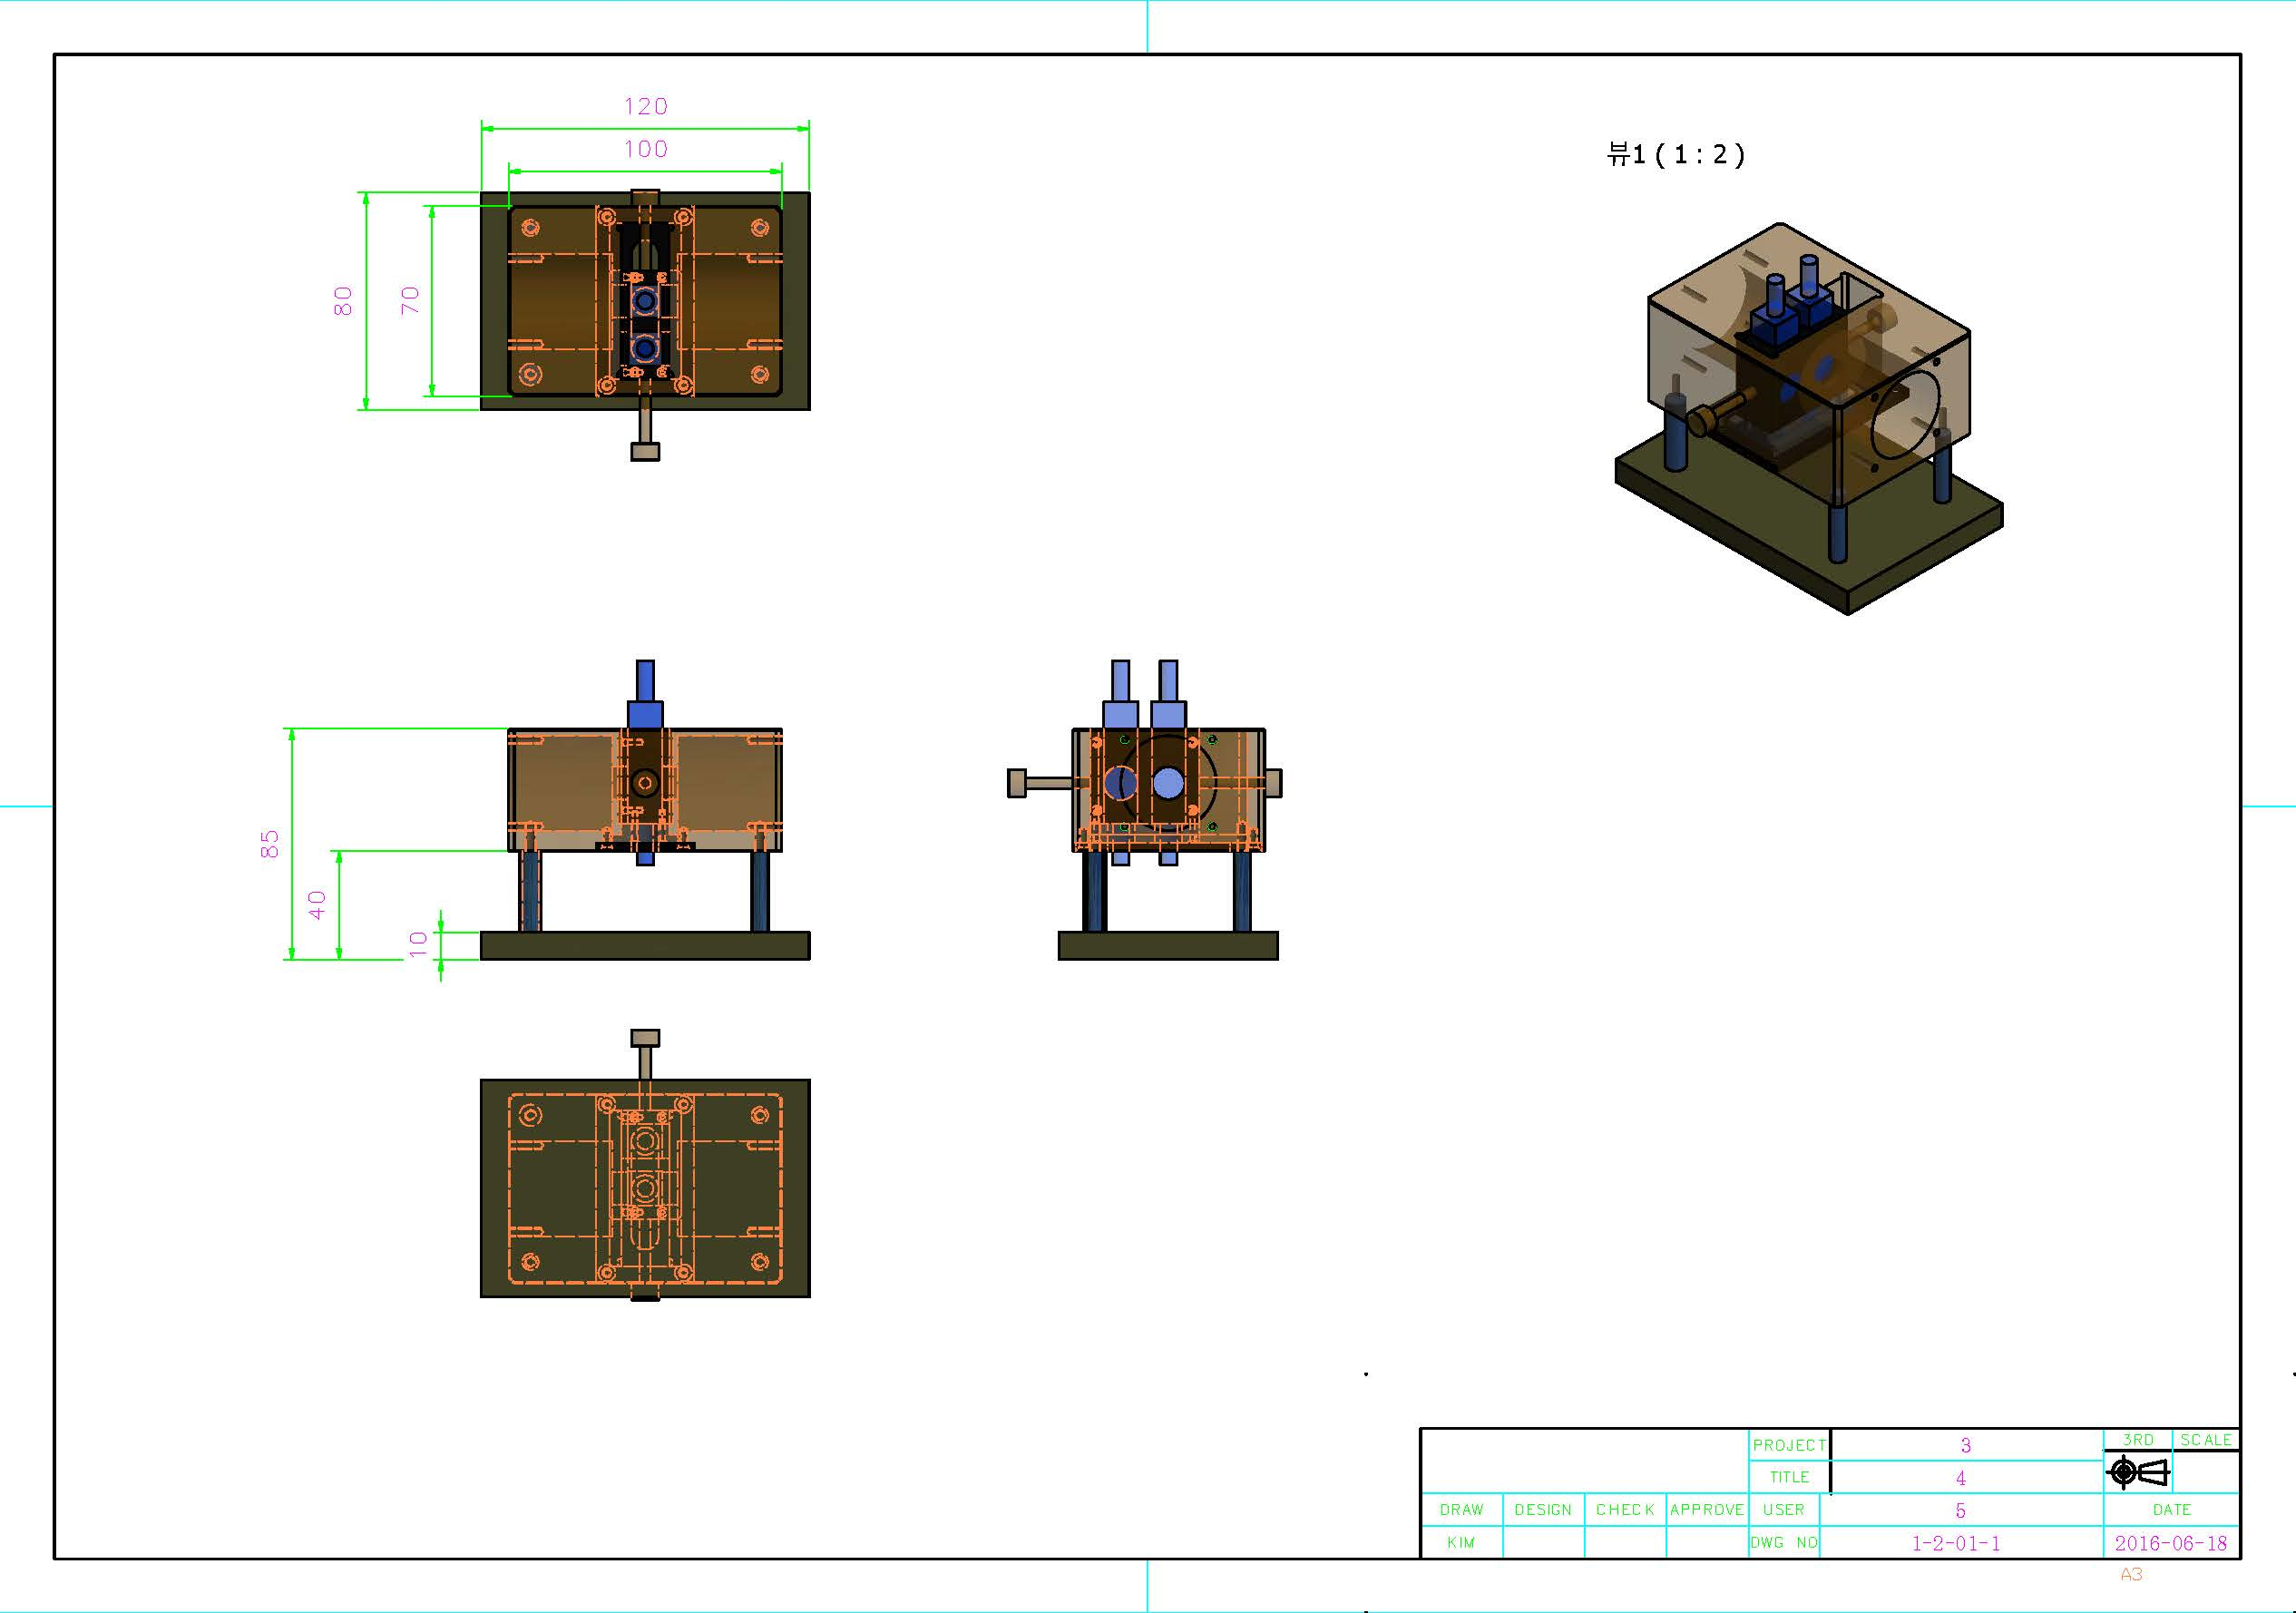 120
100
80
70
뷰1(1:2)
85
40
10
PROJECT 3 3RD SCALE
TITLE 4
DRAW DESIGN CHECK APPROVE USER 5 DATE
KIM DWG NO 1-2-01-1 2016-06-18
A3